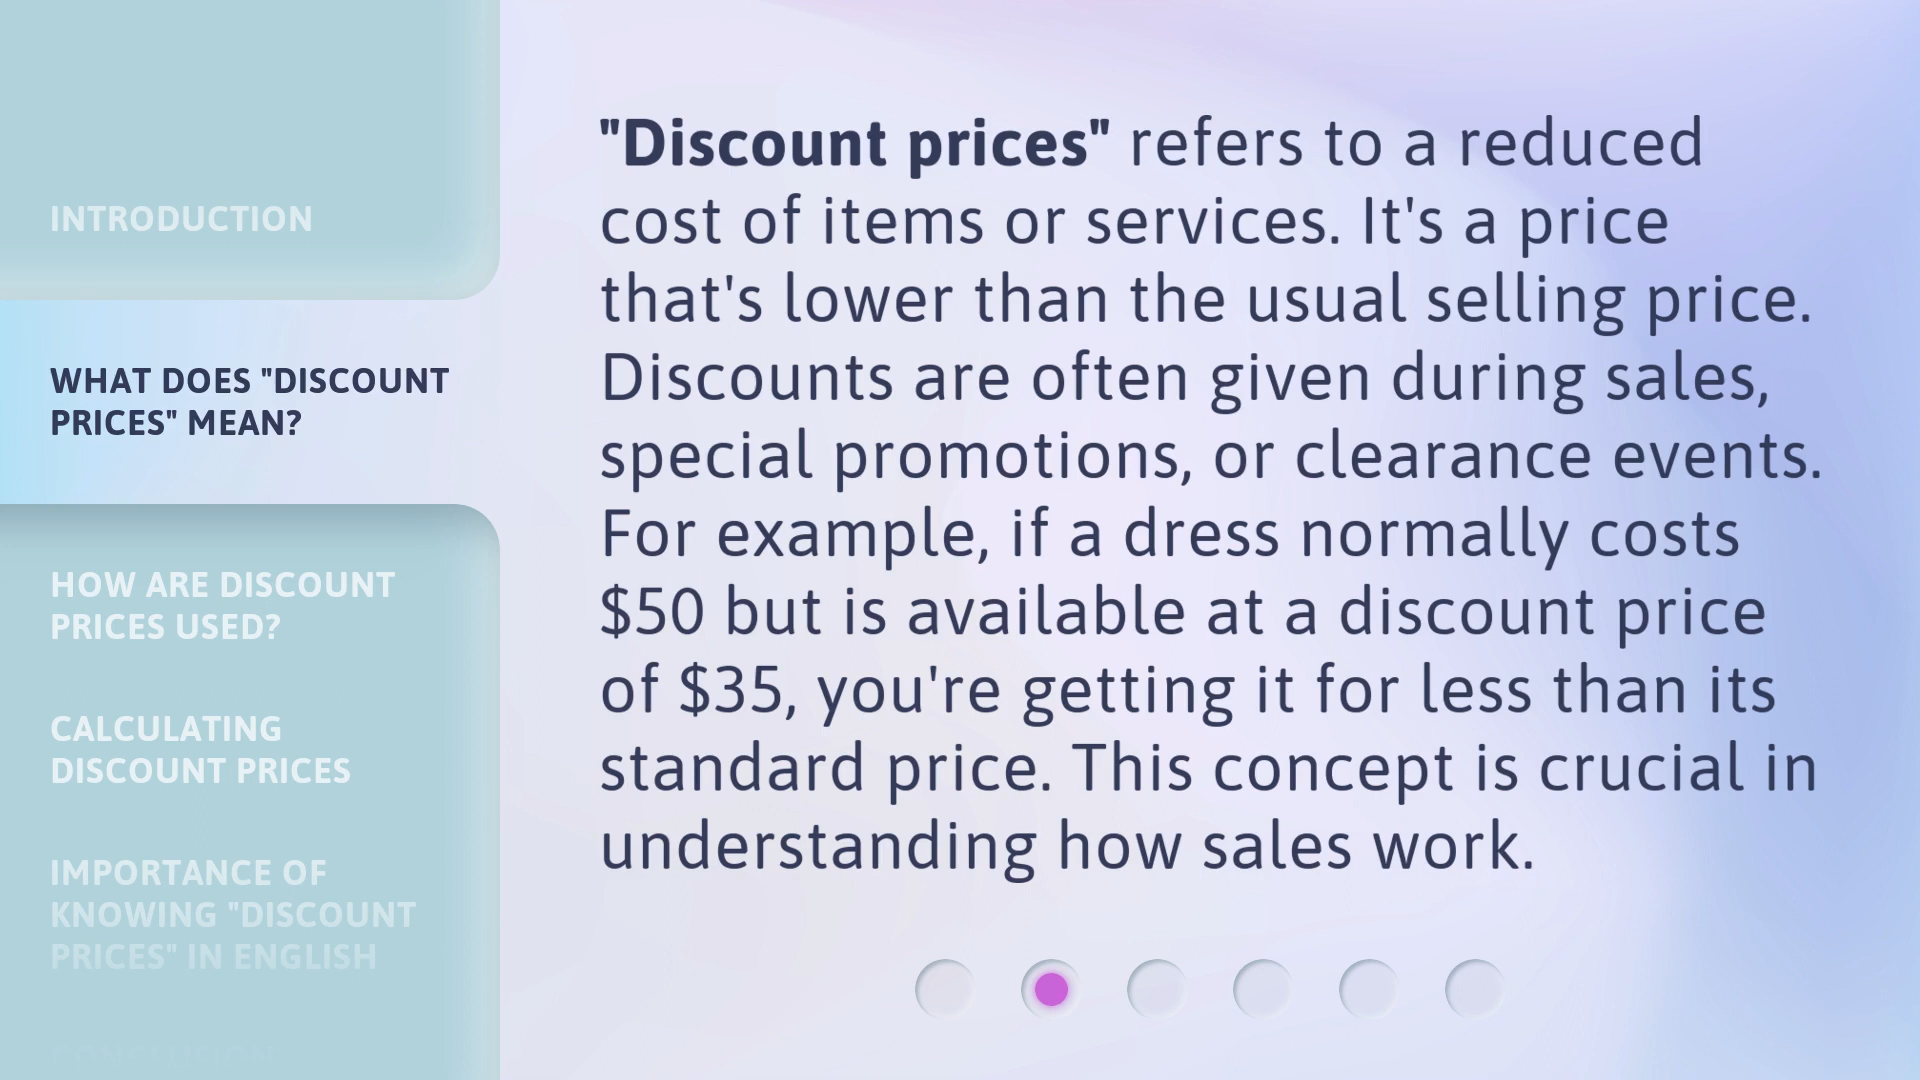 INTRODUCTION
WHAT DOES "DISCOUNT
PRICES" MEAN?
HOW ARE DISCOUNT
PRICES USED?
CALCULATING
DISCOUNT PRICES
IMPORTANCE OF
KNOWING "DISCOUNT
PRICES" IN ENGLISH
CONCLUSION
"Discount prices" refers to a reduced
cost of items or services. It's a price
that's lower than the usual selling price.
Discounts are often given during sales,
special promotions, or clearance events.
For example, if a dress normally costs
$50 but is available at a discount price
of $35, you're getting it for less than its
standard price. This concept is crucial in
understanding how sales work.